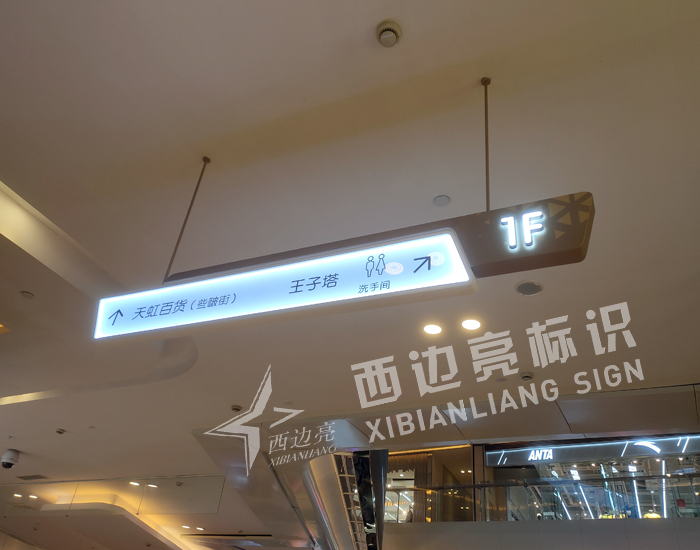 1F
天虹百货（些啵街）
王子塔
洗手间
西边亮标识
XIBIANLIANG SIGN
西边亮
XIBIANLIANG
ANTA